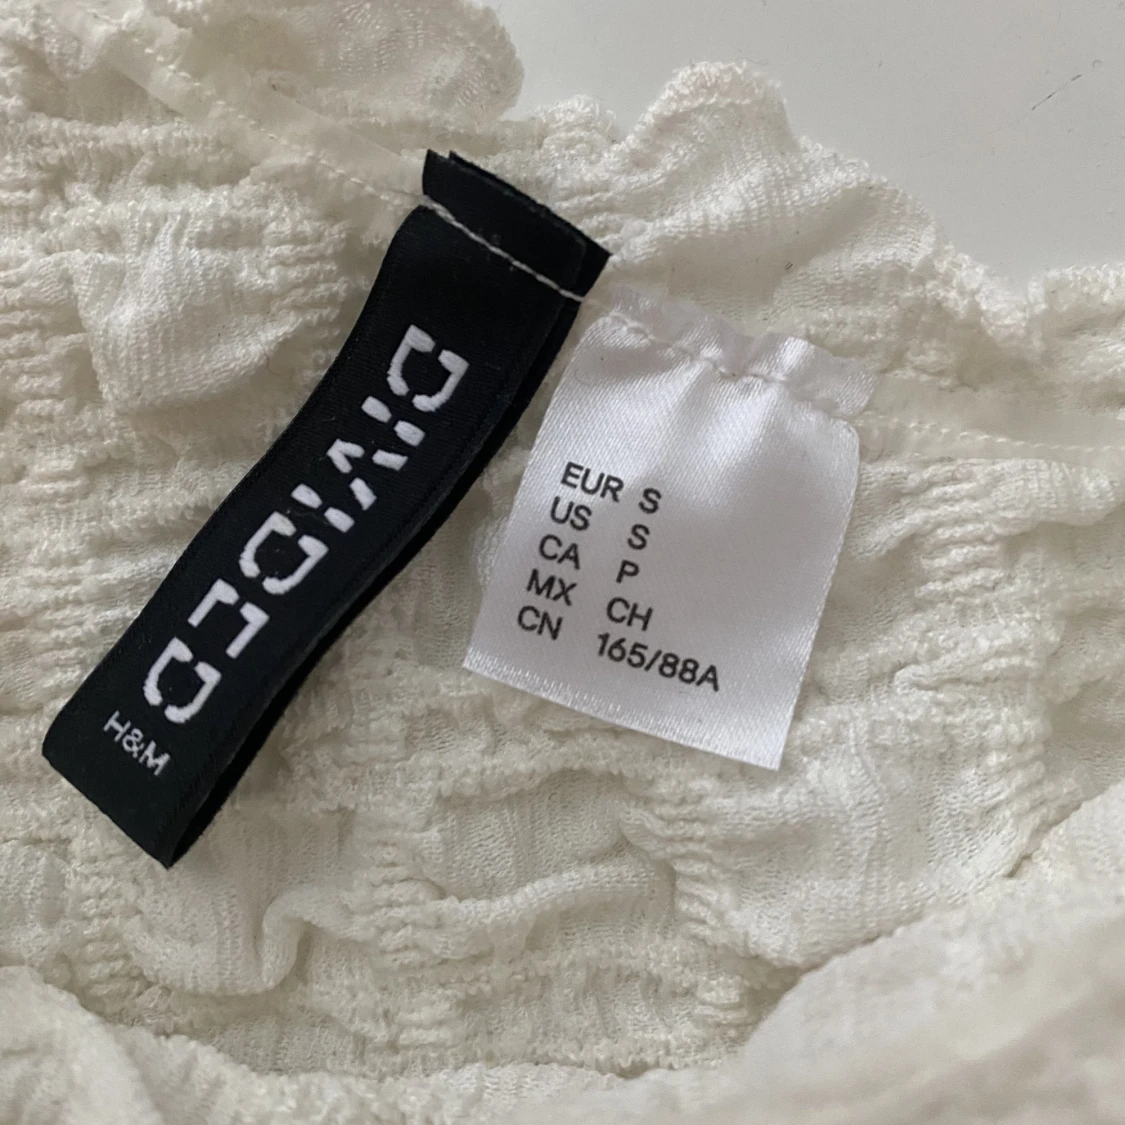 DIVIDED
H&M
EUR S
US S
CA P
MX CH
CN 165/88A